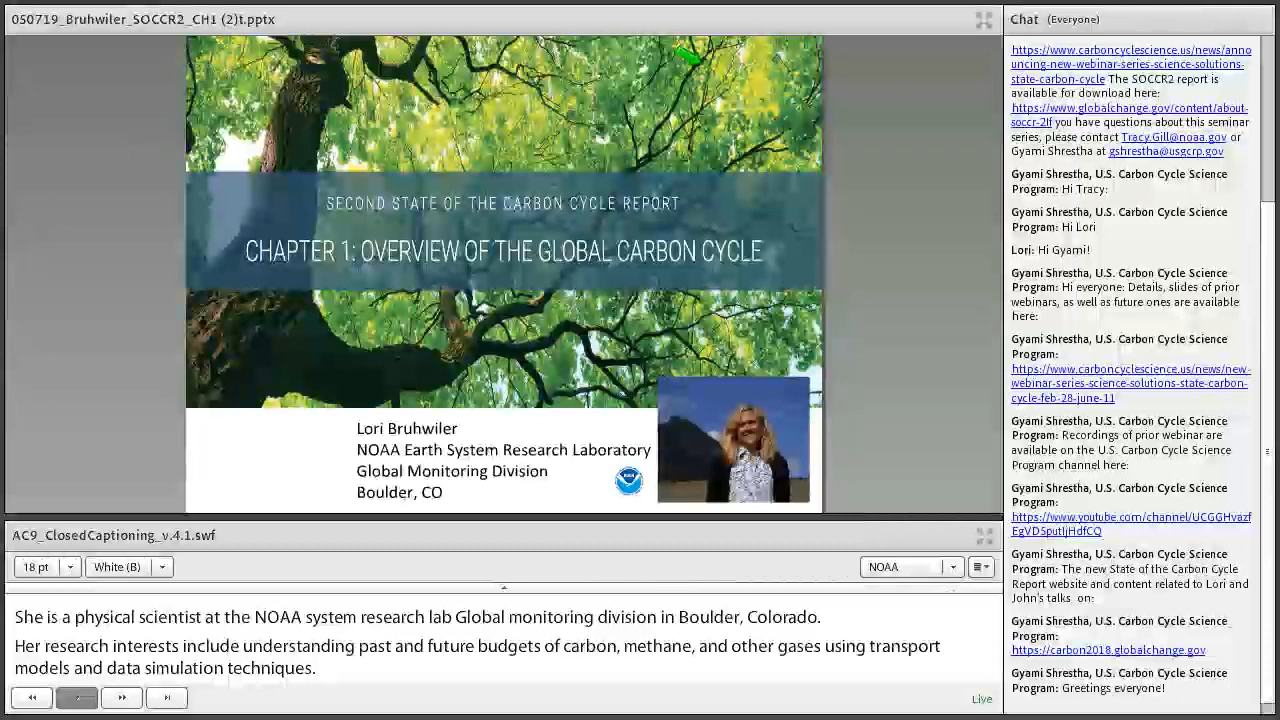 050719_Bruhwiler_SOCCR2_CH1 (2)t.pptx
SECOND STATE OF THE CARBON CYCLE REPORT
CHAPTER 1: OVERVIEW OF THE GLOBAL CARBON CYCLE
Lori Bruhwiler
NOAA Earth System Research Laboratory
Global Monitoring Division
Boulder, CO
AC9_ClosedCaptioning_v.4.1.swf
18 pt
White (B)
NOAA
She is a physical scientist at the NOAA system research lab Global monitoring division in Boulder, Colorado.
Her research interests include understanding past and future budgets of carbon, methane, and other gases using transport
models and data simulation techniques.
Live
Chat (Everyone)
https://www.carboncyclescience.us/news/anno
uncing-new-webinar-series-science-solutions-
state-carbon-cycle The SOCCR2 report is
available for download here:
https://www.globalchange.gov/content/about-
soccr-2If you have questions about this seminar
series, please contact Tracy.Gill@noaa.gov or
Gyami Shrestha at gshrestha@usgcrp.gov
Gyami Shrestha, U.S. Carbon Cycle Science
Program: Hi Tracy:
Gyami Shrestha, U.S. Carbon Cycle Science
Program: Hi Lori
Lori: Hi Gyami!
Gyami Shrestha, U.S. Carbon Cycle Science
Program: Hi everyone: Details, slides of prior
webinars, as well as future ones are available
here:
Gyami Shrestha, U.S. Carbon Cycle Science
Program:
https://www.carboncyclescience.us/news/new-
webinar-series-science-solutions-state-carbon-
cycle-feb-28-june-11
Gyami Shrestha, U.S. Carbon Cycle Science
Program: Recordings of prior webinar are
available on the U.S. Carbon Cycle Science
Program channel here:
Gyami Shrestha, U.S. Carbon Cycle Science
Program:
https://www.youtube.com/channel/UCGGHvazf
EgVD5putIjHdfCQ
Gyami Shrestha, U.S. Carbon Cycle Science
Program: The new State of the Carbon Cycle
Report website and content related to Lori and
John's talks on:
Gyami Shrestha, U.S. Carbon Cycle Science
Program:
https://carbon2018.globalchange.gov
Gyami Shrestha, U.S. Carbon Cycle Science
Program: Greetings everyone!